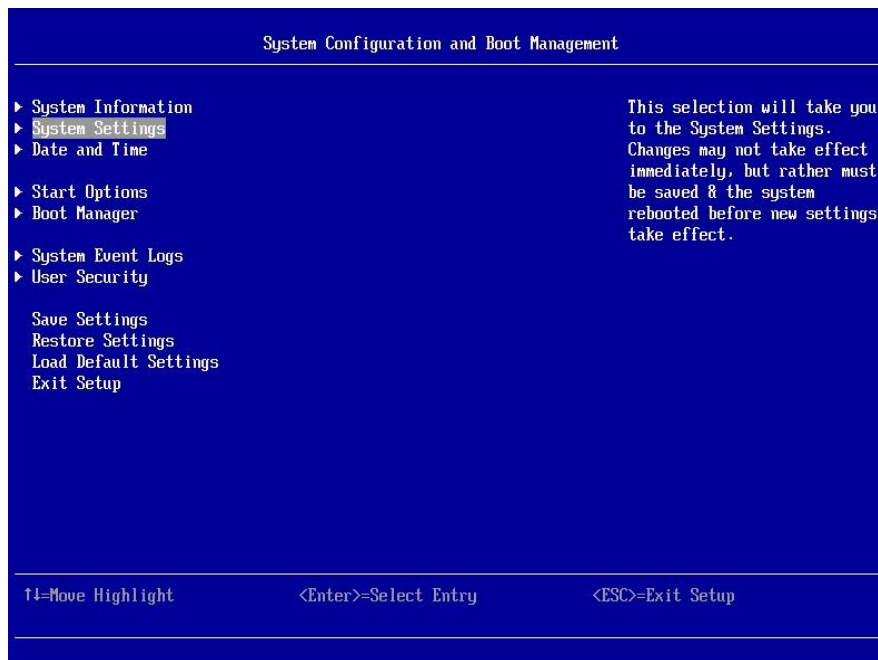 System Configuration and Boot Management
System Information
System Settings
Date and Time
Start Options
Boot Manager
System Event Logs
User Security
Save Settings
Restore Settings
Load Default Settings
Exit Setup
This selection will take you
to the System Settings.
Changes may not take effect
immediately, but rather must
be saved & the system
rebooted before new settings
take effect.
↑↓=Move Highlight <Enter>=Select Entry <ESC>=Exit Setup